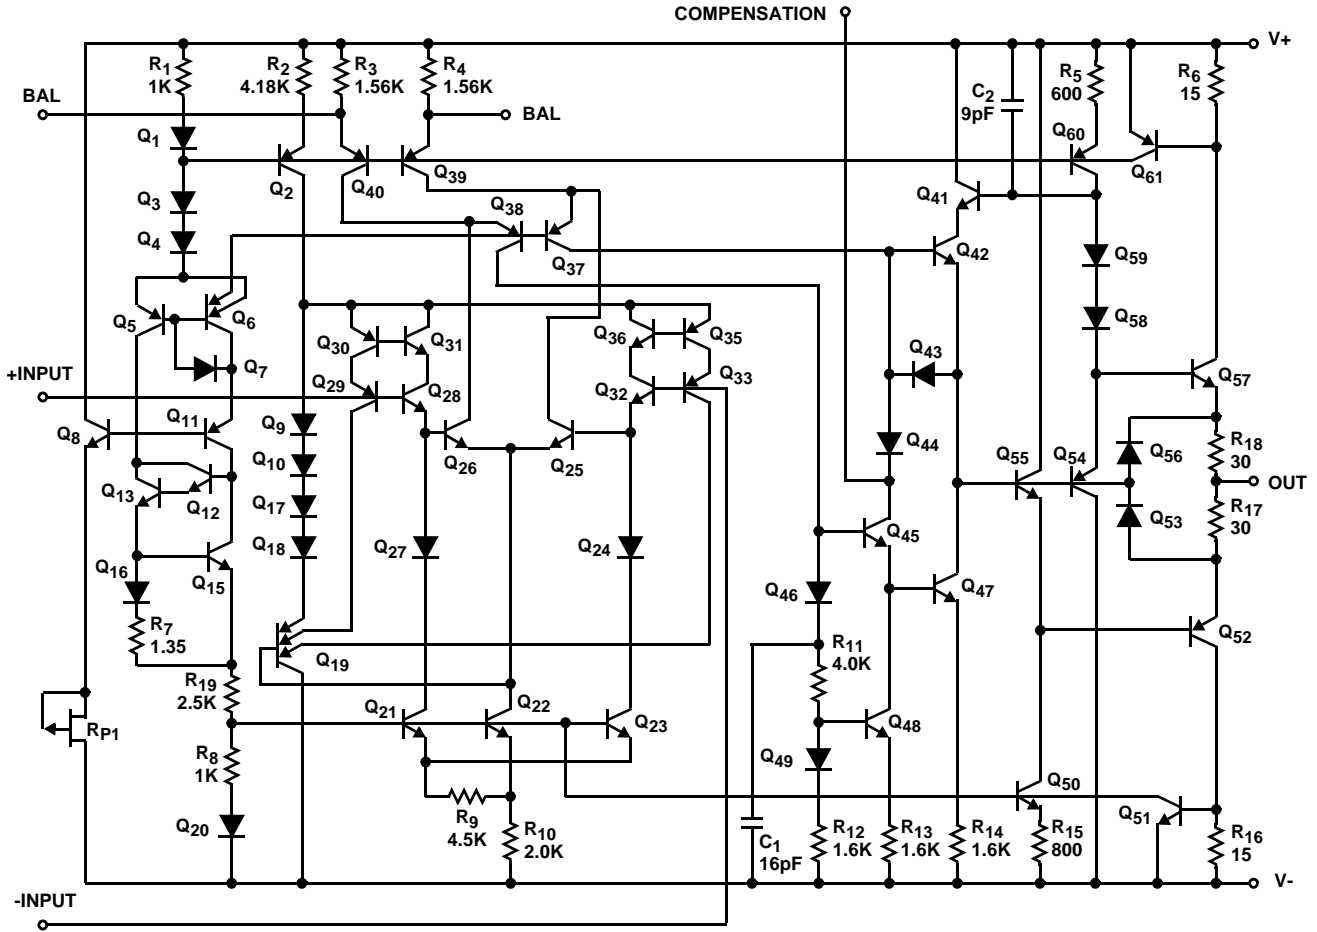 COMPENSATION
V+
R1
1K
R2
4.18K
R3
1.56K
R4
1.56K
C2
9pF
R5
600
R6
15
BAL
BAL
Q1
Q60
Q2
Q40
Q39
Q61
Q3
Q38
Q41
Q4
Q37
Q42
Q59
Q5
Q6
Q58
Q30
Q31
Q36
Q35
Q43
Q7
+INPUT
Q29
Q28
Q32
Q33
Q57
Q8
Q11
Q9
Q44
Q10
Q26
Q25
Q55
Q54
Q56
R18
30
OUT
Q13
Q12
Q17
Q53
R17
30
Q18
Q27
Q24
Q45
Q16
Q15
Q46
Q47
R7
1.35
Q19
R11
4.0K
Q52
R19
2.5K
Q21
Q22
Q23
Q48
RP1
R8
1K
Q49
Q50
Q51
Q20
R9
4.5K
R10
2.0K
C1
16pF
R12
1.6K
R13
1.6K
R14
1.6K
R15
800
R16
15
V-
-INPUT